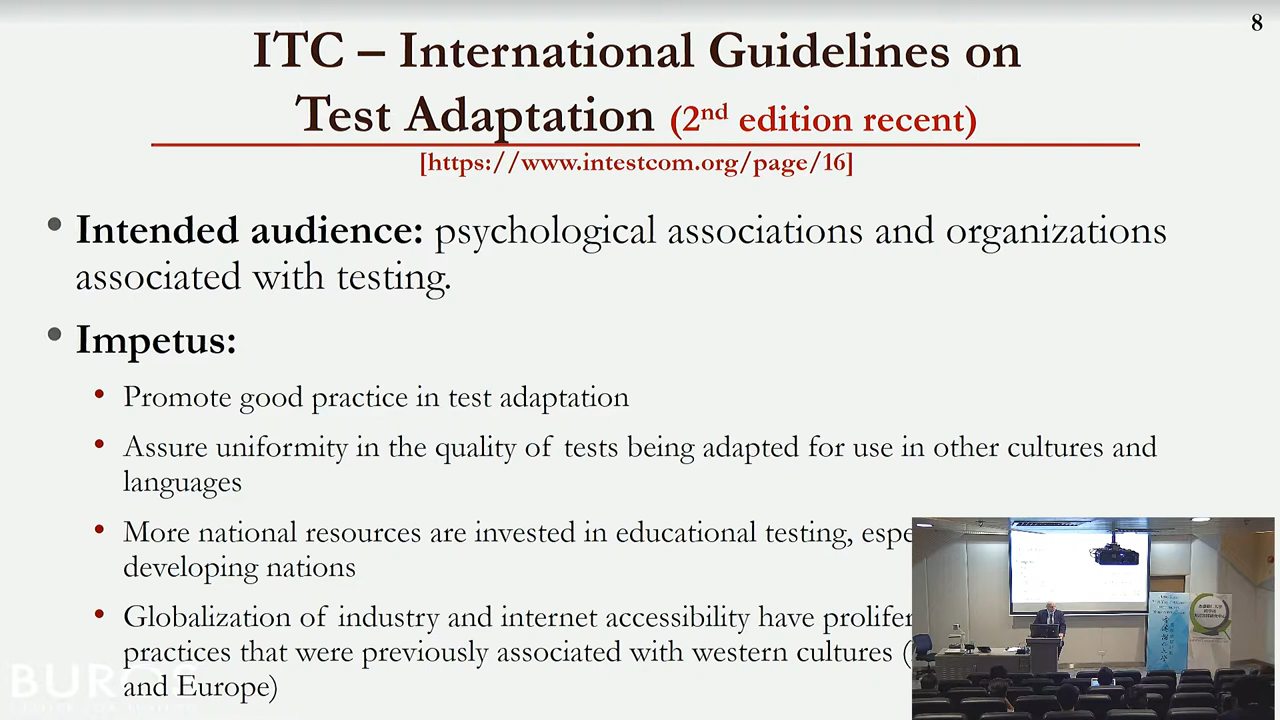 8
ITC – International Guidelines on
Test Adaptation (2nd edition recent)
[https://www.intestcom.org/page/16]
• Intended audience: psychological associations and organizations
associated with testing.
• Impetus:
• Promote good practice in test adaptation
• Assure uniformity in the quality of tests being adapted for use in other cultures and
languages
• More national resources are invested in educational testing,
developing nations
• Globalization of industry and internet accessibility have
practices that were previously associated with western cultures (
and Europe)
BUROS